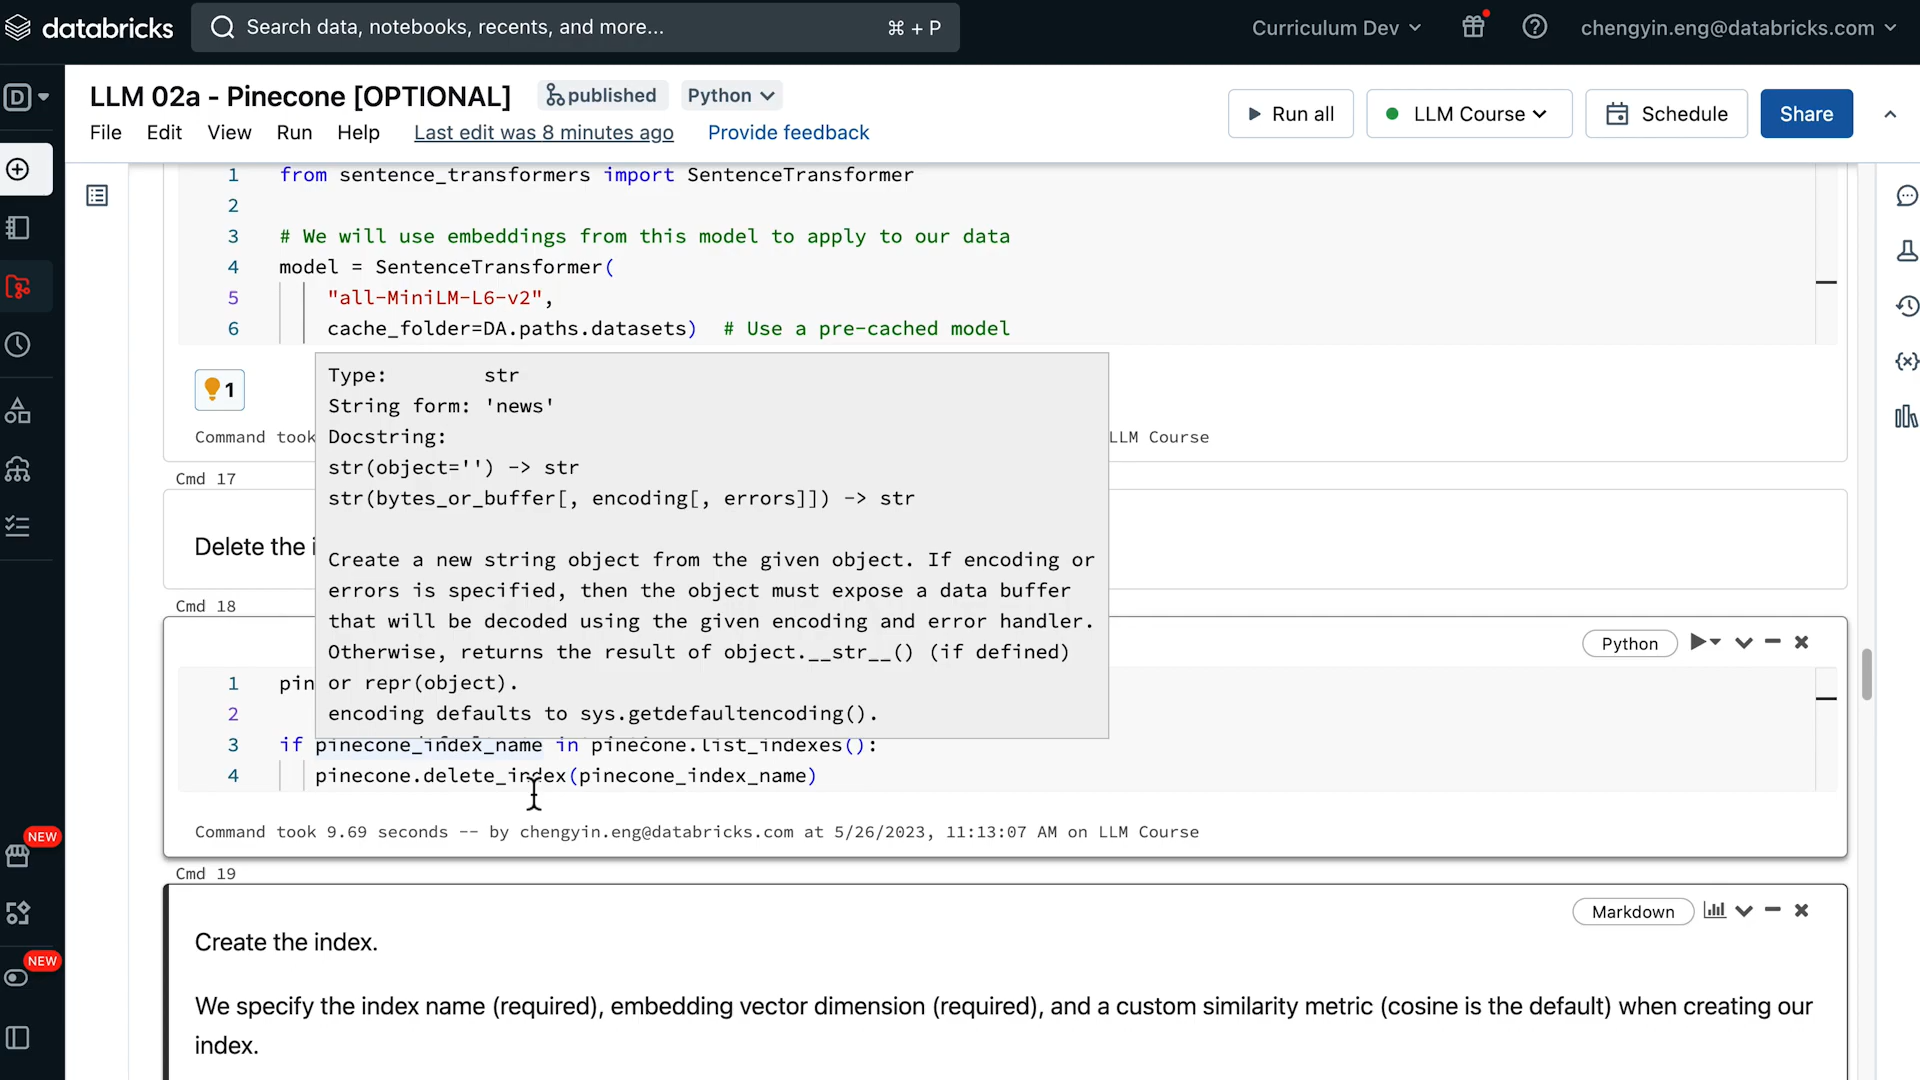 databricks
Search data, notebooks, recents, and more...
⌘ + P
Curriculum Dev
chengyin.eng@databricks.com
D
LLM 02a - Pinecone [OPTIONAL]
published
Python
File Edit View Run Help Last edit was 8 minutes ago Provide feedback
Run all
LLM Course
Schedule
Share
1 from sentence_transformers import SentenceTransformer
2
3 # We will use embeddings from this model to apply to our data
4 model = SentenceTransformer(
5 "all-MiniLM-L6-v2",
6 cache_folder=DA.paths.datasets) # Use a pre-cached model
1
Command took
LLM Course
Type: str
String form: 'news'
Docstring:
str(object='') -> str
str(bytes_or_buffer[, encoding[, errors]]) -> str
Create a new string object from the given object. If encoding or
errors is specified, then the object must expose a data buffer
that will be decoded using the given encoding and error handler.
Otherwise, returns the result of object.__str__() (if defined)
or repr(object).
encoding defaults to sys.getdefaultencoding().
Cmd 17
Delete the i
Cmd 18
Python
1 pin
2
3 if pinecone_index_name in pinecone.list_indexes():
4 pinecone.delete_index(pinecone_index_name)
Command took 9.69 seconds -- by chengyin.eng@databricks.com at 5/26/2023, 11:13:07 AM on LLM Course
NEW
Cmd 19
Markdown
Create the index.
NEW
We specify the index name (required), embedding vector dimension (required), and a custom similarity metric (cosine is the default) when creating our
index.